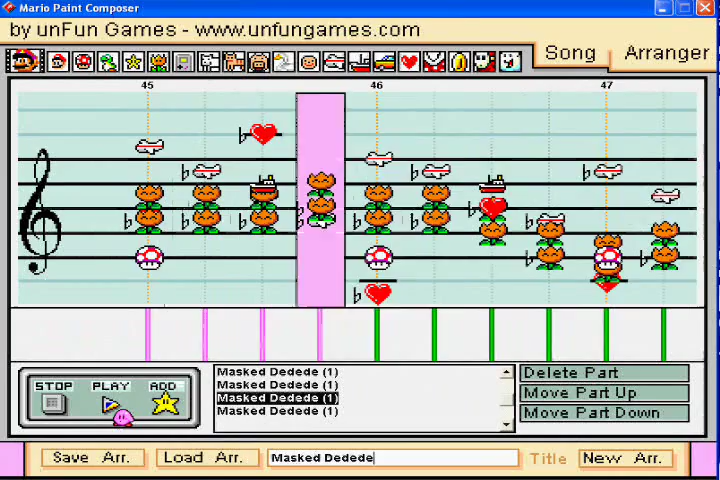 Mario Paint Composer
by unFun Games - www.unfungames.com
Song
Arranger
45
46
47
STOP
PLAY
ADD
Masked Dedede (1)
Masked Dedede (1)
Masked Dedede (1)
Masked Dedede (1)
Delete Part
Move Part Up
Move Part Down
Save Arr.
Load Arr.
Masked Dedede
Title
New Arr.